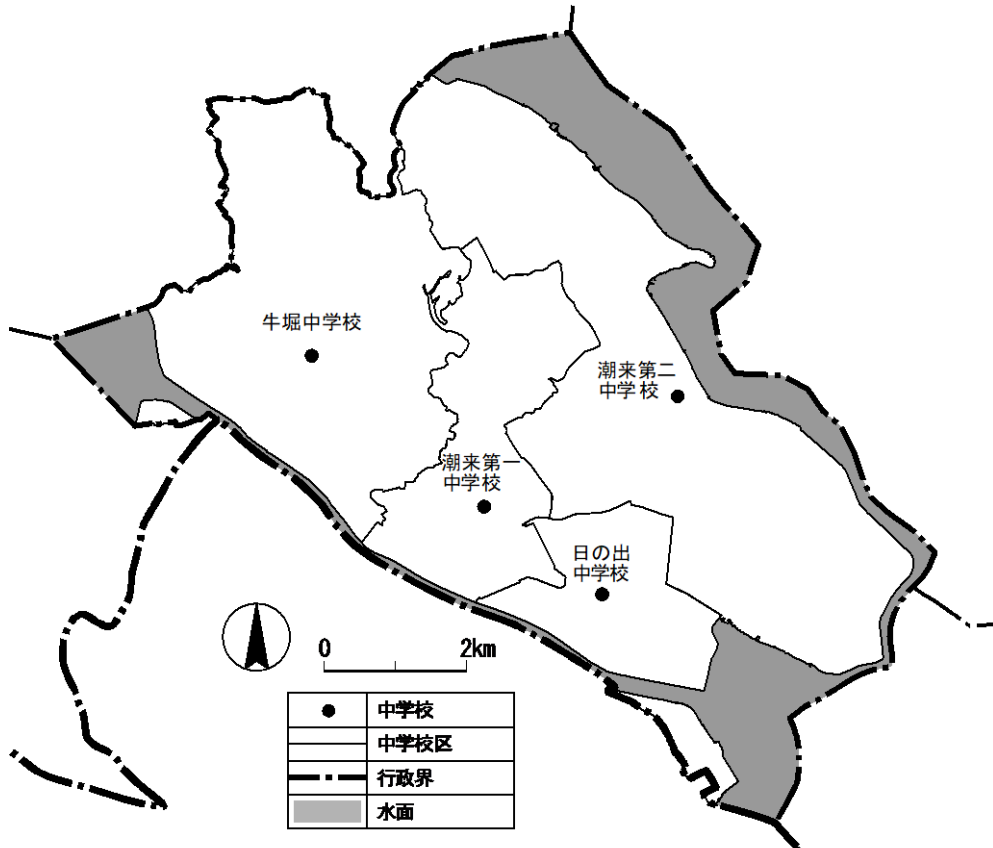 牛堀中学校
潮来第二
中学校
潮来第一
中学校
日の出
中学校
0
2km
中学校
中学校区
行政界
水面